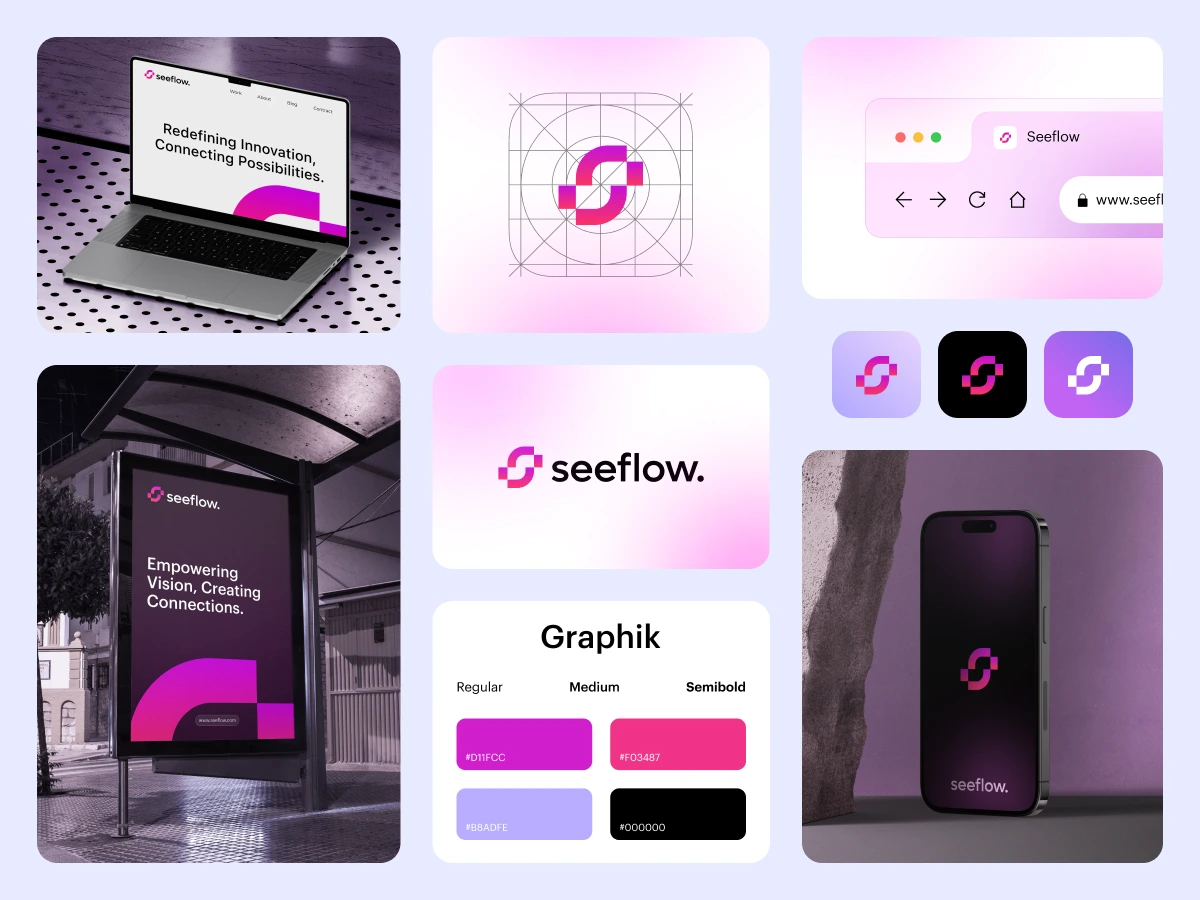 seeflow.
Work About Blog Contract
Redefining Innovation,
Connecting Possibilities.
Seeflow
www.seefl
seeflow.
Empowering
Vision, Creating
Connections.
www.seeflow.com
seeflow.
Graphik
Regular Medium Semibold
#D11FCC #F03487
#B8ADFE #000000
seeflow.